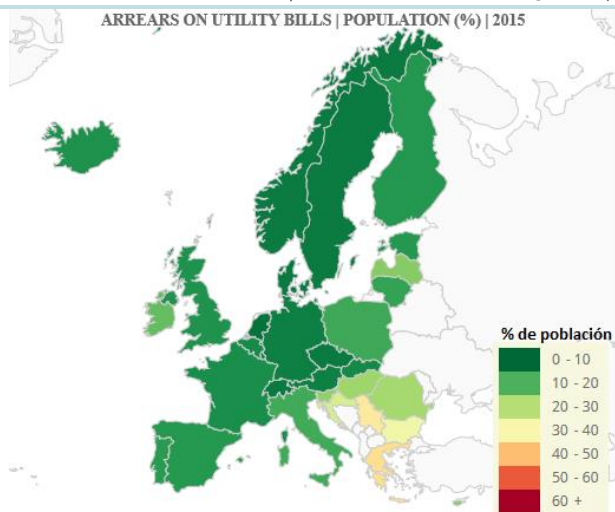 ARREARS ON UTILITY BILLS | POPULATION (%) | 2015
% de población
0 - 10
10 - 20
20 - 30
30 - 40
40 - 50
50 - 60
60 +